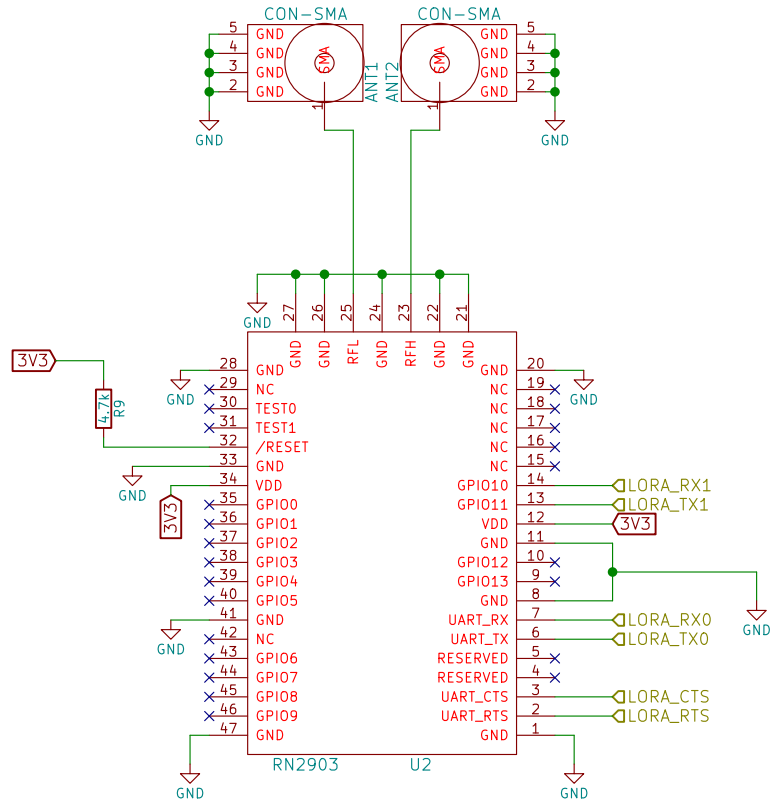 CON-SMA
5 GND
4 GND
3 GND
2 GND
SMA
1
ANT1
GND
CON-SMA
GND 5
GND 4
GND 3
GND 2
SMA
1
ANT2
GND
GND
27 GND
26 GND
25 RFL
24 GND
23 RFH
22 GND
21 GND
3V3
4.7k
R9
GND
GND
3V3
GND
GND
28 GND
29 NC
30 TEST0
31 TEST1
32 /RESET
33 GND
34 VDD
35 GPIO0
36 GPIO1
37 GPIO2
38 GPIO3
39 GPIO4
40 GPIO5
41 GND
42 NC
43 GPIO6
44 GPIO7
45 GPIO8
46 GPIO9
47 GND
GND 20
NC 19
NC 18
NC 17
NC 16
NC 15
GPIO10 14 LORA_RX1
GPIO11 13 LORA_TX1
VDD 12 3V3
GND 11
GPIO12 10
GPIO13 9
GND 8
UART_RX 7 LORA_RX0
UART_TX 6 LORA_TX0
RESERVED 5
RESERVED 4
UART_CTS 3 LORA_CTS
UART_RTS 2 LORA_RTS
GND 1
GND
GND
GND
RN2903
U2